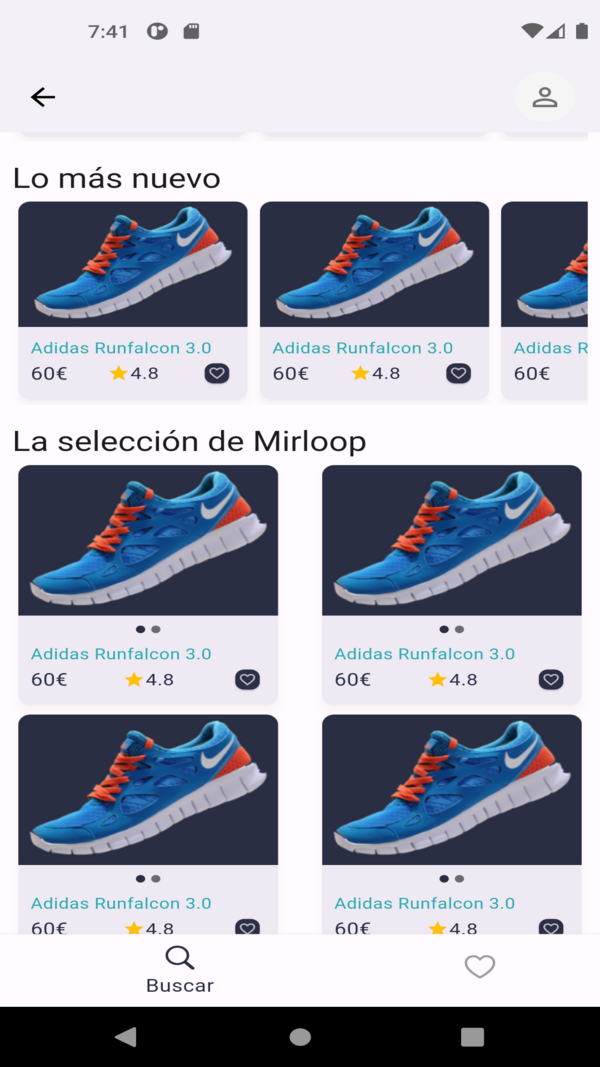 7:41
Lo más nuevo
Adidas Runfalcon 3.0
60€ 4.8
Adidas Runfalcon 3.0
60€ 4.8
Adidas R
60€
La selección de Mirloop
Adidas Runfalcon 3.0
60€ 4.8
Adidas Runfalcon 3.0
60€ 4.8
Adidas Runfalcon 3.0
60€ 4.8
Adidas Runfalcon 3.0
60€ 4.8
Buscar